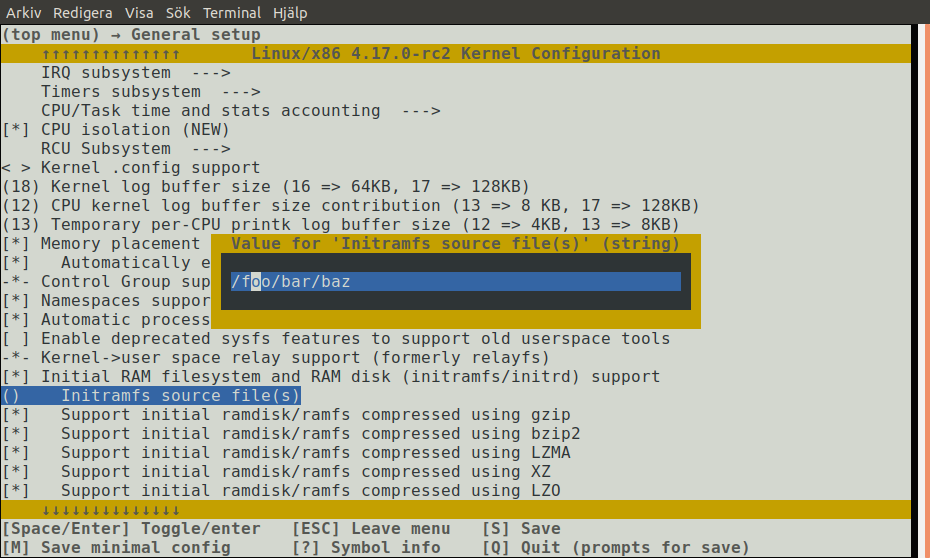 Arkiv Redigera Visa Sök Terminal Hjälp
(top menu) → General setup
↑↑↑↑↑↑↑↑↑↑↑↑↑↑ Linux/x86 4.17.0-rc2 Kernel Configuration
IRQ subsystem --->
Timers subsystem --->
CPU/Task time and stats accounting --->
[*] CPU isolation (NEW)
RCU Subsystem --->
< > Kernel .config support
(18) Kernel log buffer size (16 => 64KB, 17 => 128KB)
(12) CPU kernel log buffer size contribution (13 => 8 KB, 17 => 128KB)
(13) Temporary per-CPU printk log buffer size (12 => 4KB, 13 => 8KB)
[*] Memory placement Value for 'Initramfs source file(s)' (string)
[*] Automatically e
-*- Control Group sup /foo/bar/baz
[*] Namespaces suppor
[*] Automatic process
[ ] Enable deprecated sysfs features to support old userspace tools
-*- Kernel->user space relay support (formerly relayfs)
[*] Initial RAM filesystem and RAM disk (initramfs/initrd) support
() Initramfs source file(s)
[*] Support initial ramdisk/ramfs compressed using gzip
[*] Support initial ramdisk/ramfs compressed using bzip2
[*] Support initial ramdisk/ramfs compressed using LZMA
[*] Support initial ramdisk/ramfs compressed using XZ
[*] Support initial ramdisk/ramfs compressed using LZO
↓↓↓↓↓↓↓↓↓↓↓↓↓↓
[Space/Enter] Toggle/enter [ESC] Leave menu [S] Save
[M] Save minimal config [?] Symbol info [Q] Quit (prompts for save)